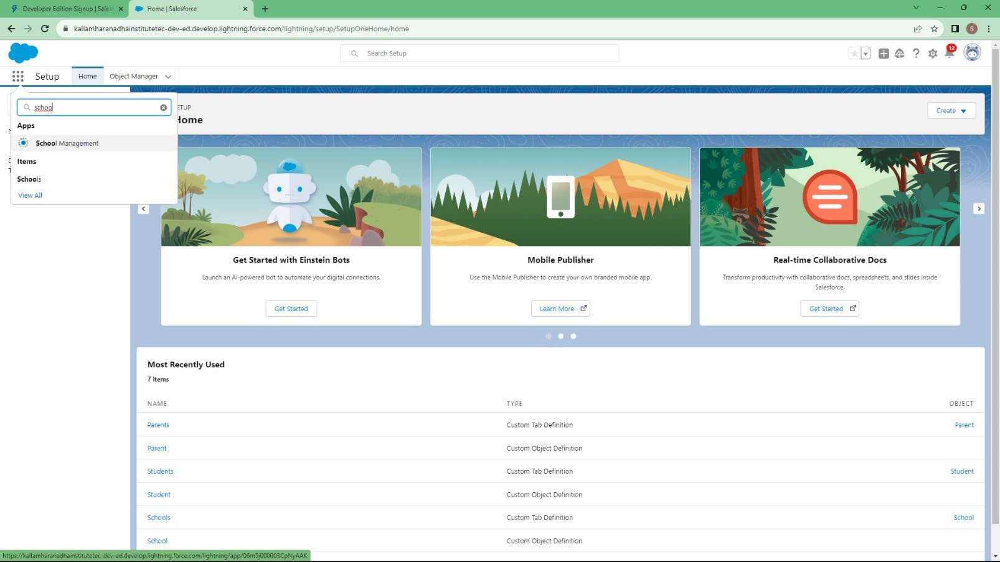 Developer Edition Signup | Sales
Home | Salesforce
kallamharanadhainstitutetec-dev-ed.develop.lightning.force.com/lightning/setup/SetupOneHome/home
S
Search Setup
12
Setup
Home
Object Manager
schoo
Apps
School Management
Items
Schools
View All
ETUP
Home
Create
Get Started with Einstein Bots
Launch an AI-powered bot to automate your digital connections.
Get Started
Mobile Publisher
Use the Mobile Publisher to create your own branded mobile app.
Learn More
Real-time Collaborative Docs
Transform productivity with collaborative docs, spreadsheets, and slides inside
Salesforce.
Get Started
Most Recently Used
7 items
NAME TYPE OBJECT
Parents Custom Tab Definition Parent
Parent Custom Object Definition
Students Custom Tab Definition Student
Student Custom Object Definition
Schools Custom Tab Definition School
School Custom Object Definition
https://kallamharanadhainstitutetec-dev-ed.develop.lightning.force.com/lightning/app/06m5j000003CpNyAAK